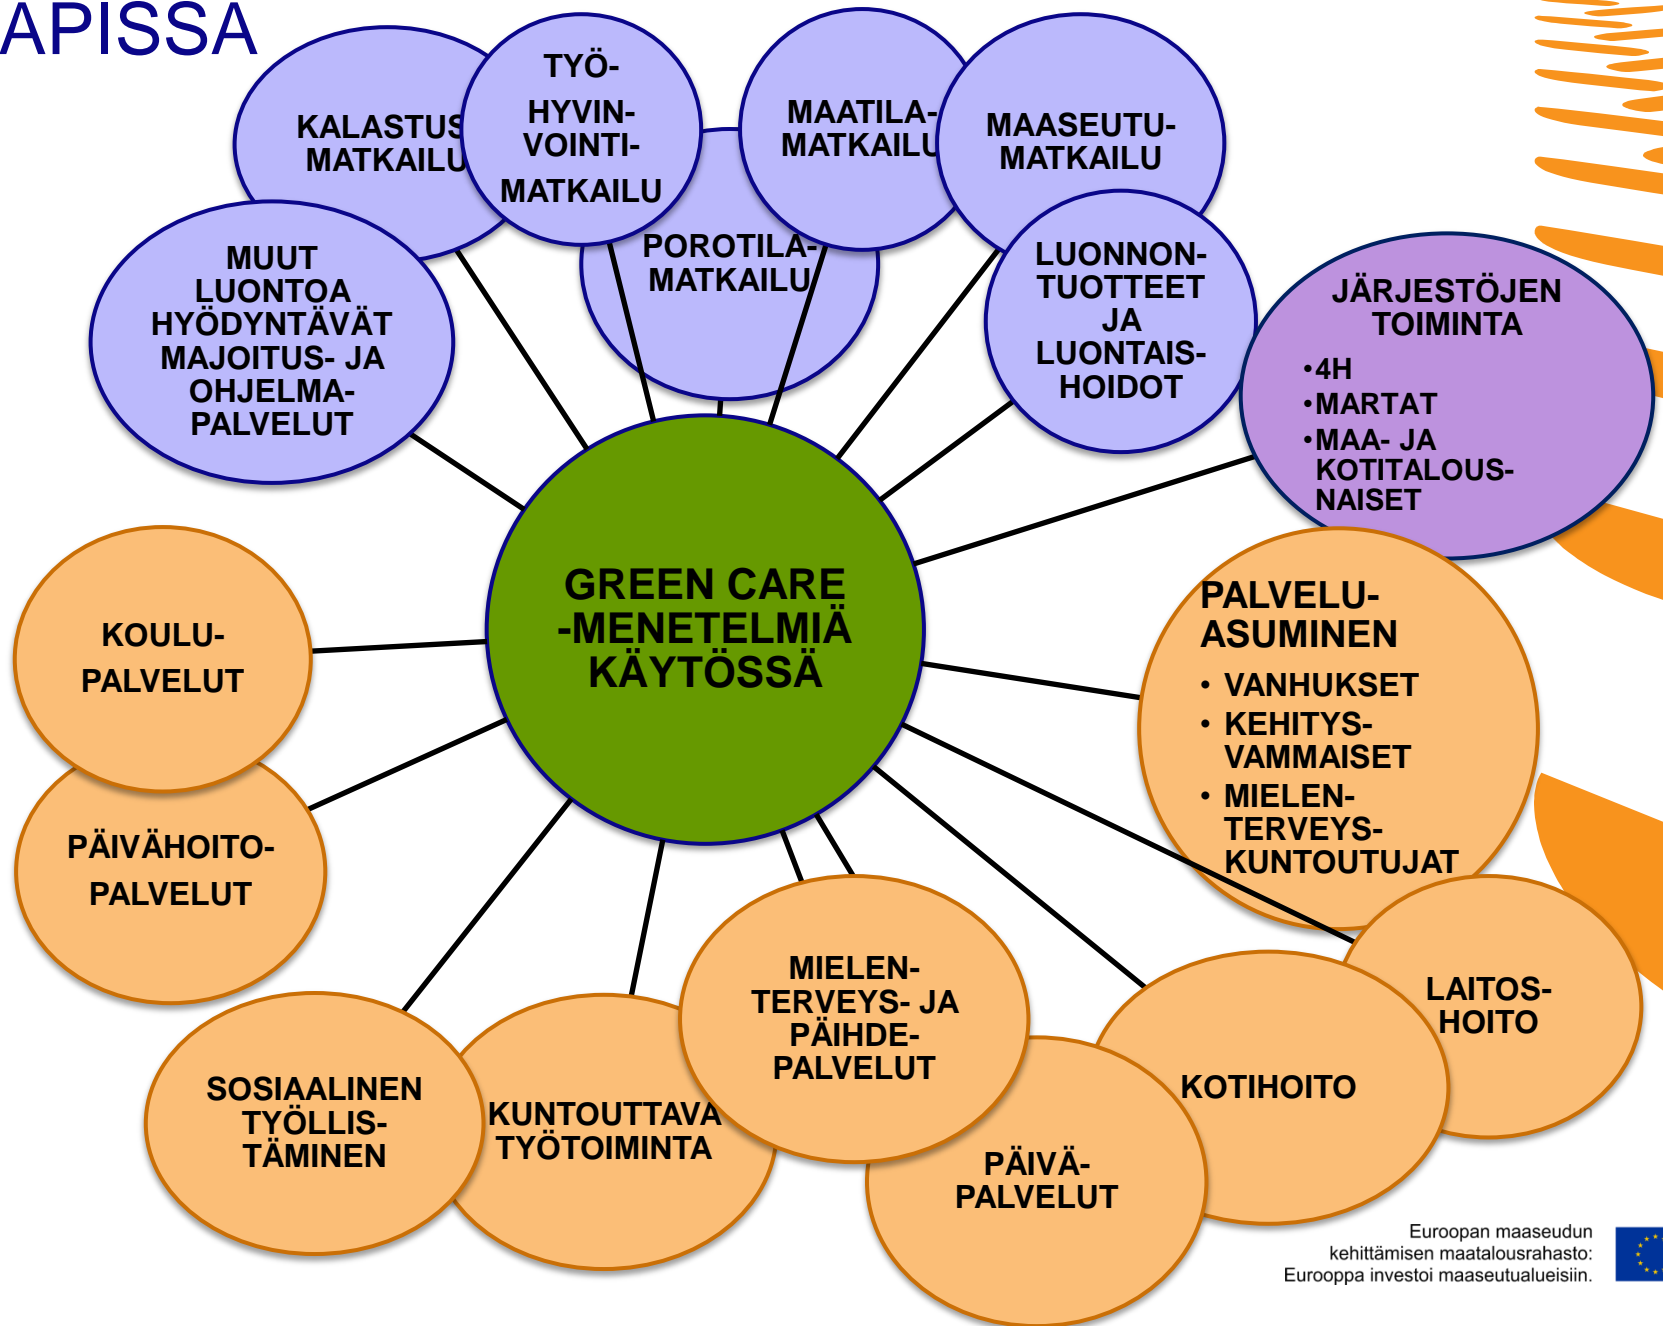 APISSA
KALASTUS
MATKAILU
TYÖ-
HYVIN-
VOINTI-
MATKAILU
MAATILA-
MATKAILU
MAASEUTU-
MATKAILU
POROTILA-
MATKAILU
MUUT
LUONTOA
HYÖDYNTÄVÄT
MAJOITUS- JA
OHJELMA-
PALVELUT
LUONNON-
TUOTTEET
JA
LUONTAIS-
HOIDOT
JÄRJESTÖJEN
TOIMINTA
•4H
•MARTAT
•MAA- JA
KOTITALOUS-
NAISET
GREEN CARE
-MENETELMIÄ
KÄYTÖSSÄ
PALVELU-
ASUMINEN
• VANHUKSET
• KEHITYS-
VAMMAISET
• MIELEN-
TERVEYS-
KUNTOUTUJAT
KOULU-
PALVELUT
PÄIVÄHOITO-
PALVELUT
SOSIAALINEN
TYÖLLIS-
TÄMINEN
KUNTOUTTAVA
TYÖTOIMINTA
MIELEN-
TERVEYS- JA
PÄIHDE-
PALVELUT
PÄIVÄ-
PALVELUT
KOTIHOITO
LAITOS-
HOITO
Euroopan maaseudun
kehittämisen maatalousrahasto:
Eurooppa investoi maaseutualueisiin.